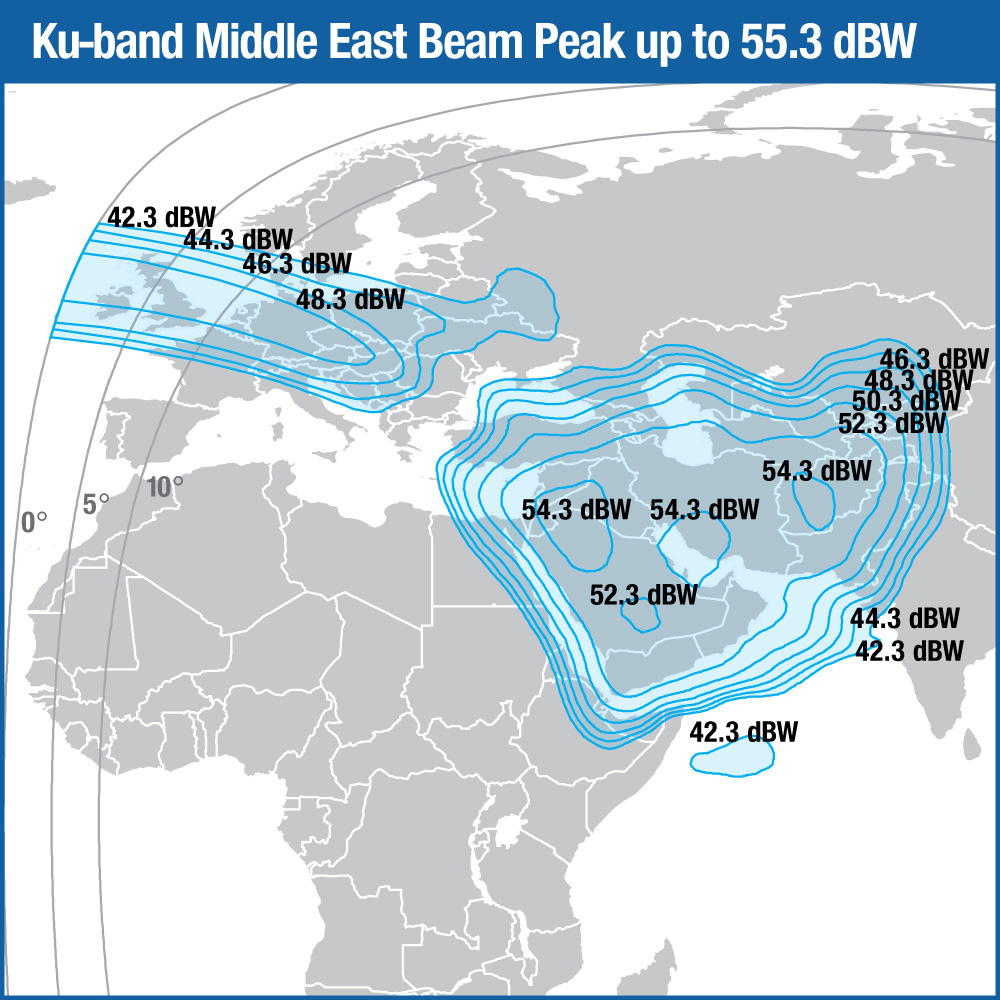 Ku-band Middle East Beam Peak up to 55.3 dBW
42.3 dBW
44.3 dBW
46.3 dBW
48.3 dBW
46.3 dBW
48.3 dBW
50.3 dBW
52.3 dBW
54.3 dBW
54.3 dBW
54.3 dBW
10°
5°
0°
52.3 dBW
44.3 dBW
42.3 dBW
42.3 dBW